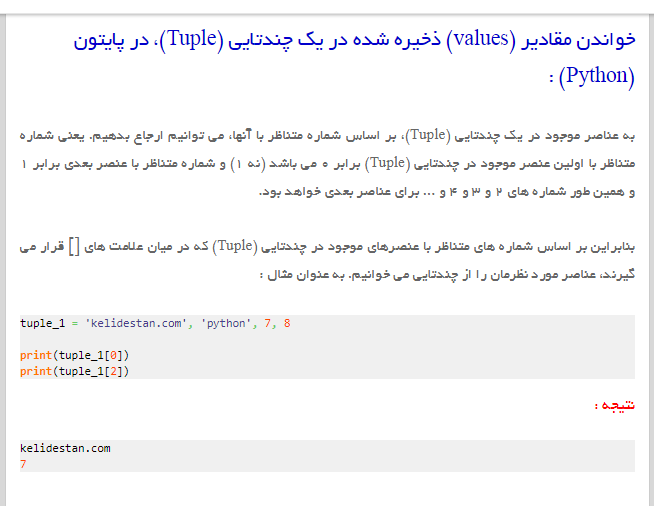 خواندن مقادیر (values) ذخیره شده در یک چندتایی (Tuple)، در پایتون
(Python) :
به عناصر موجود در یک چندتایی (Tuple)، بر اساس شماره متناظر با آنها، می توانیم ارجاع بدهیم. یعنی شماره
متناظر با اولین عنصر موجود در چندتایی (Tuple) برابر ۰ می باشد (نه ۱) و شماره متناظر با عنصر بعدی برابر ۱
و همین طور شماره های ۲ و ۳ و ۴ و ... برای عناصر بعدی خواهد بود.
بنابراین بر اساس شماره های متناظر با عنصرهای موجود در چندتایی (Tuple) که در میان علامت های [] قرار می
گیرند، عناصر مورد نظرمان را از چندتایی می خوانیم. به عنوان مثال :
tuple_1 = 'kelidestan.com', 'python', 7, 8
print(tuple_1[0])
print(tuple_1[2])
نتیجه :
kelidestan.com
7